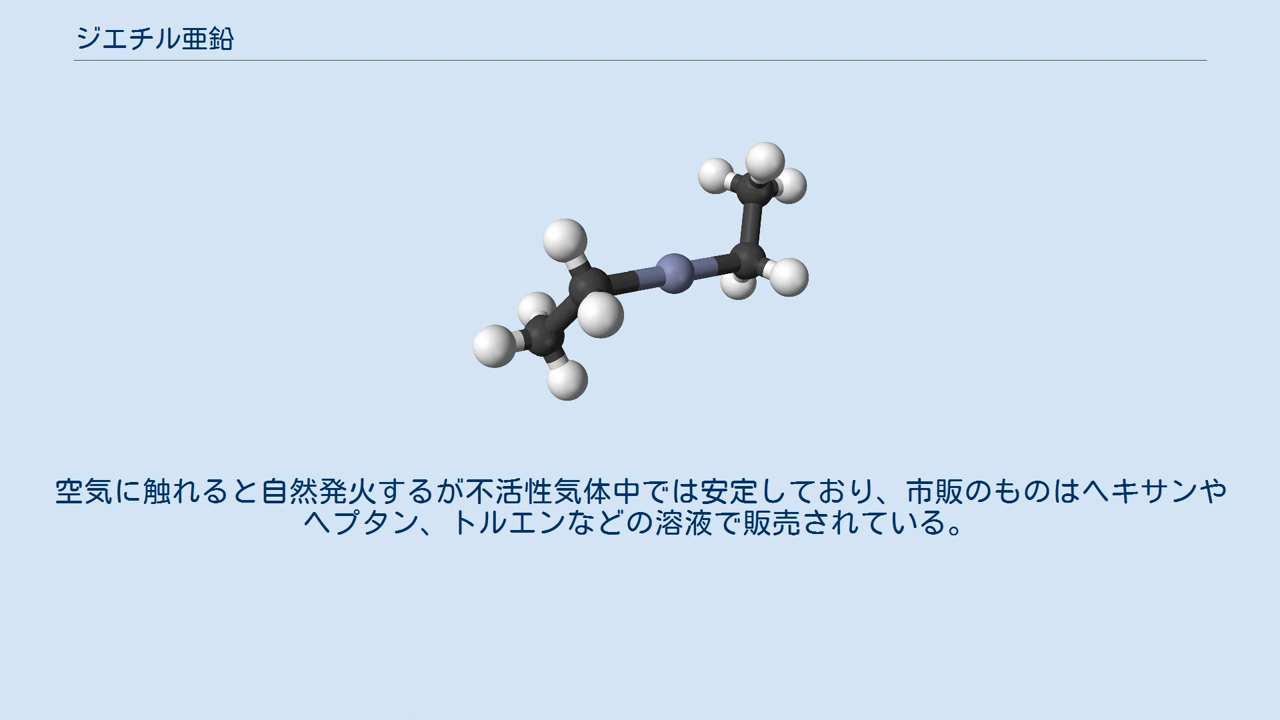 ジエチル亜鉛
空気に触れると自然発火するが不活性気体中では安定しており、市販のものはヘキサンや
ヘプタン、トルエンなどの溶液で販売されている。